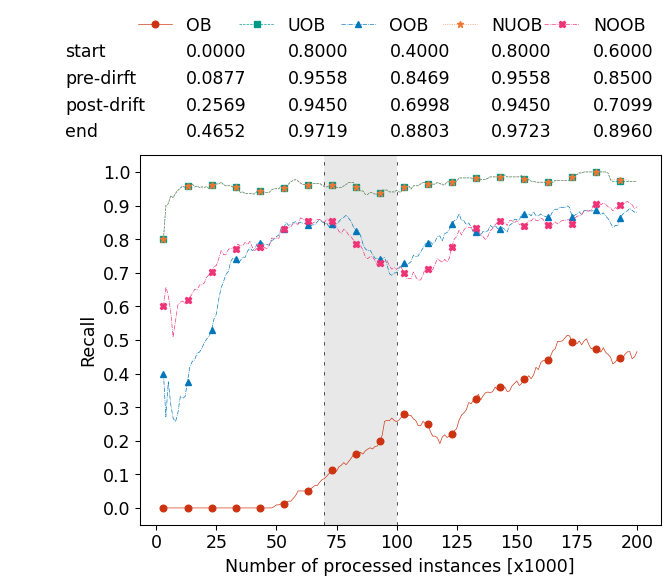 OB UOB OOB NUOB NOOB
start 0.0000 0.8000 0.4000 0.8000 0.6000
pre-dirft 0.0877 0.9558 0.8469 0.9558 0.8500
post-drift 0.2569 0.9450 0.6998 0.9450 0.7099
end 0.4652 0.9719 0.8803 0.9723 0.8960
1.0
0.9
0.8
0.7
0.6
0.5
0.4
0.3
0.2
0.1
0.0
Recall
0 25 50 75 100 125 150 175 200
Number of processed instances [x1000]